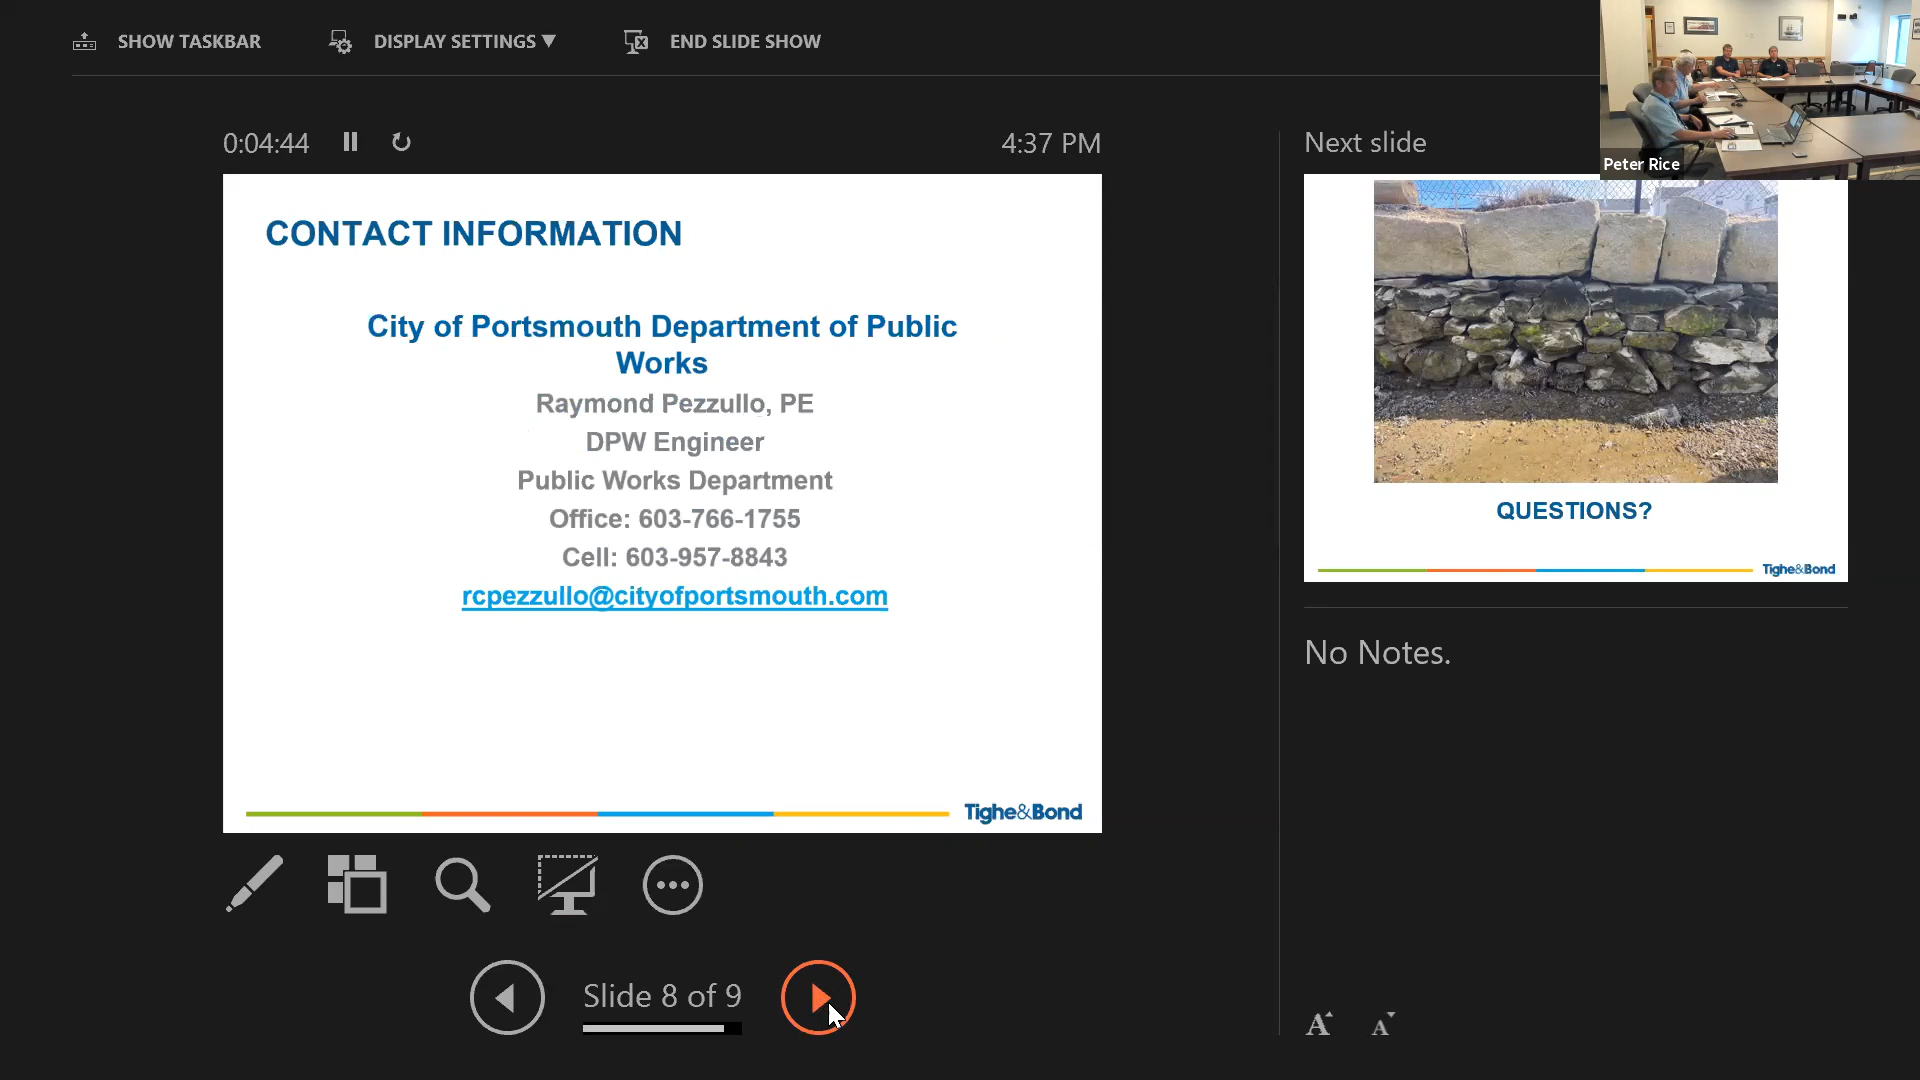 SHOW TASKBAR
DISPLAY SETTINGS ▼
END SLIDE SHOW
0:04:44
4:37 PM
Next slide
Peter Rice
CONTACT INFORMATION
City of Portsmouth Department of Public
Works
Raymond Pezzullo, PE
DPW Engineer
Public Works Department
Office: 603-766-1755
Cell: 603-957-8843
rcpezzullo@cityofportsmouth.com
Tighe&Bond
QUESTIONS?
Tighe&Bond
No Notes.
Slide 8 of 9
A A